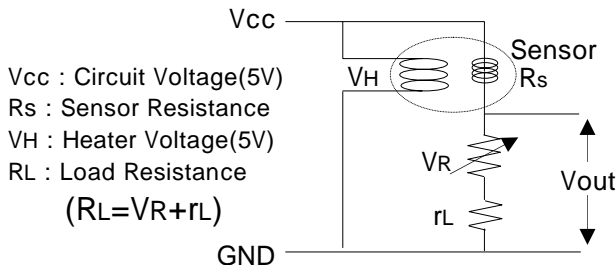 Vcc
Sensor
Rs
VH
Vcc : Circuit Voltage(5V)
Rs : Sensor Resistance
VH : Heater Voltage(5V)
RL : Load Resistance
(RL=VR+rL)
VR
Vout
rL
GND